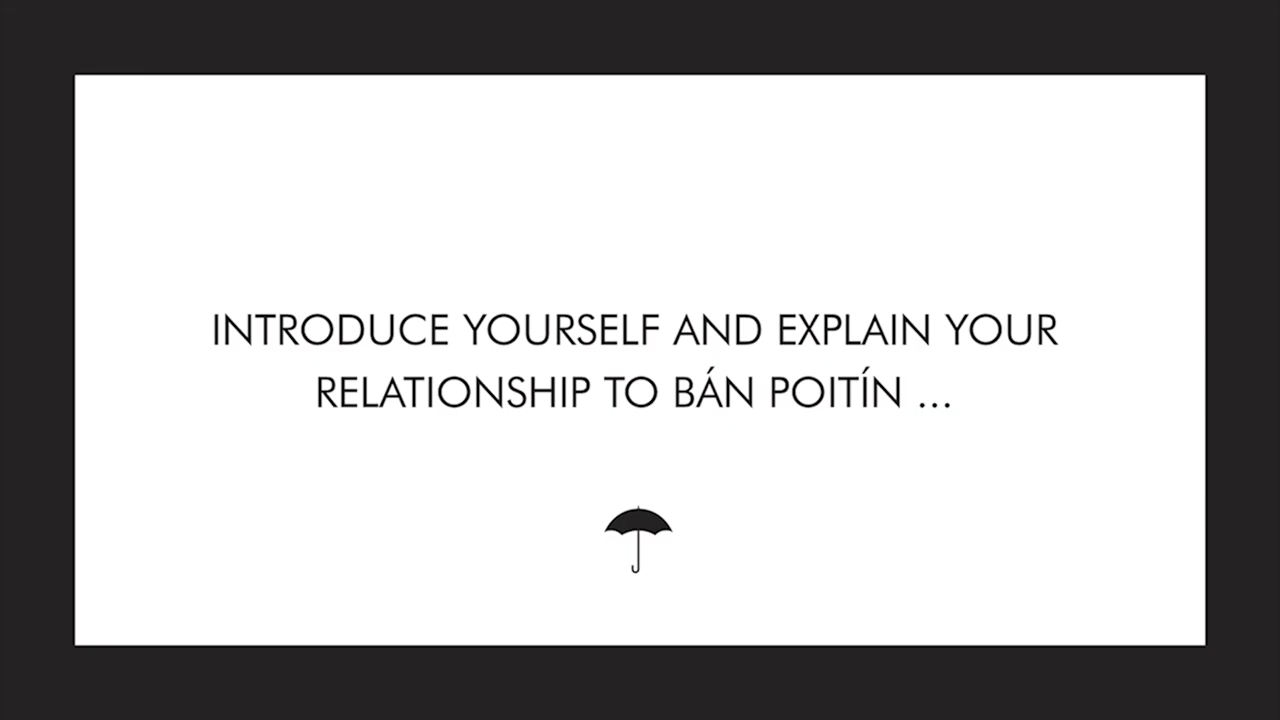 INTRODUCE YOURSELF AND EXPLAIN YOUR
RELATIONSHIP TO BÁN POITÍN ...